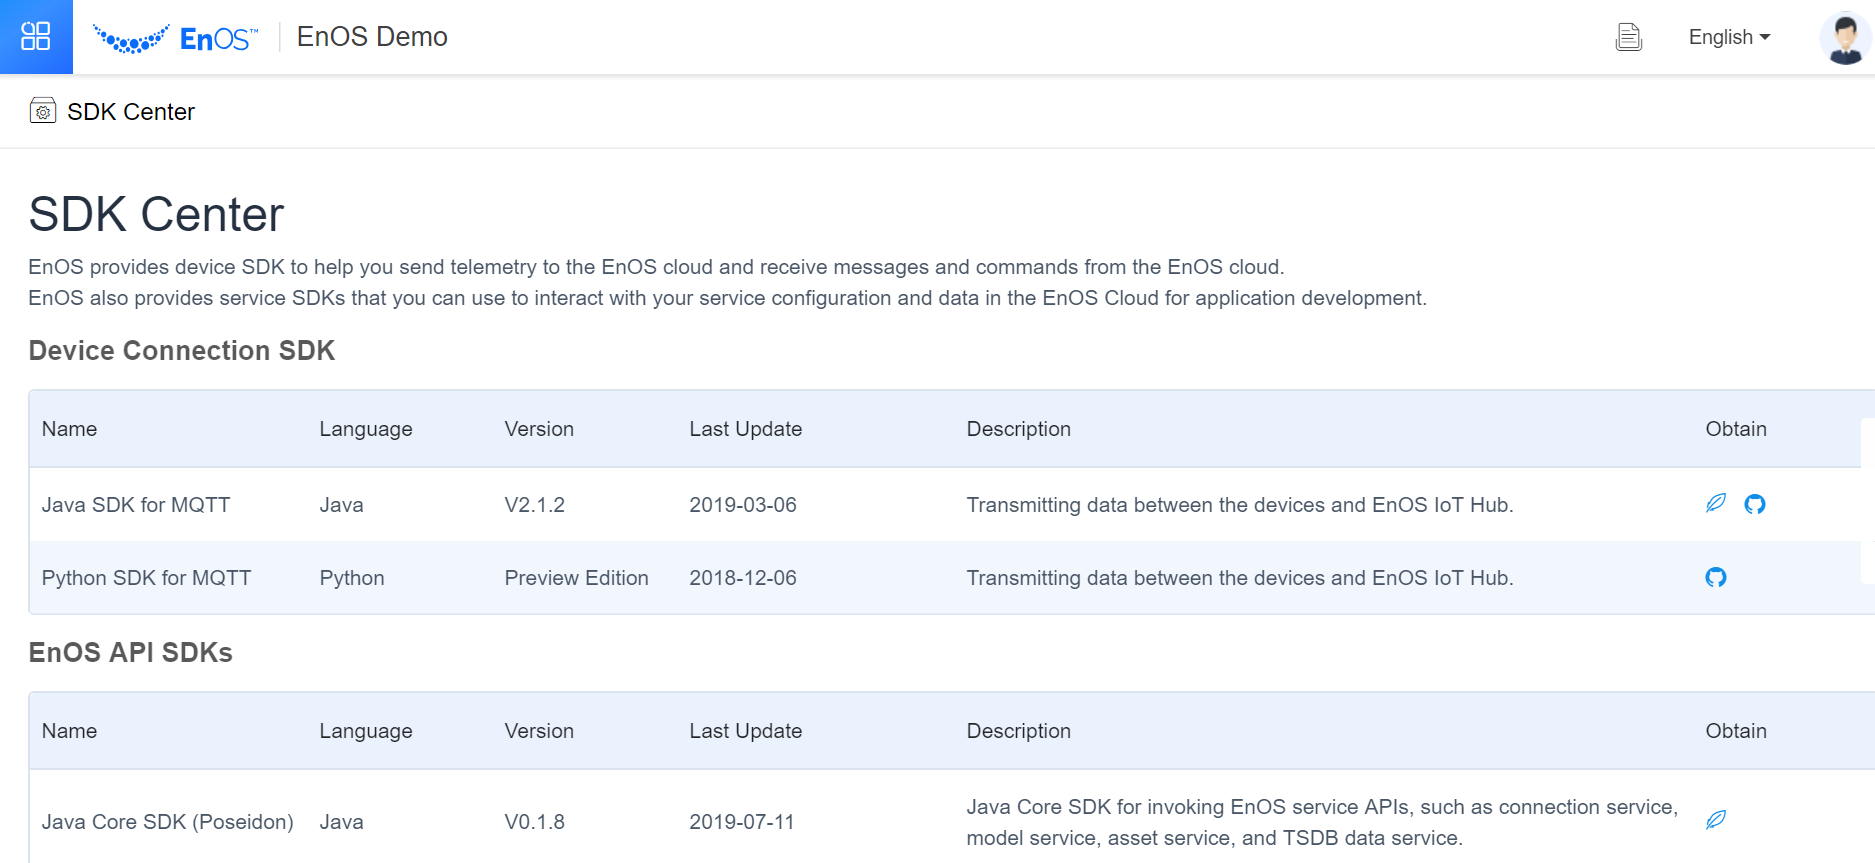 EnOS™ EnOS Demo English
SDK Center
SDK Center
EnOS provides device SDK to help you send telemetry to the EnOS cloud and receive messages and commands from the EnOS cloud.
EnOS also provides service SDKs that you can use to interact with your service configuration and data in the EnOS Cloud for application development.
Device Connection SDK
Name Language Version Last Update Description Obtain
Java SDK for MQTT Java V2.1.2 2019-03-06 Transmitting data between the devices and EnOS IoT Hub.
Python SDK for MQTT Python Preview Edition 2018-12-06 Transmitting data between the devices and EnOS IoT Hub.
EnOS API SDKs
Name Language Version Last Update Description Obtain
Java Core SDK (Poseidon) Java V0.1.8 2019-07-11 Java Core SDK for invoking EnOS service APIs, such as connection service,
model service, asset service, and TSDB data service.